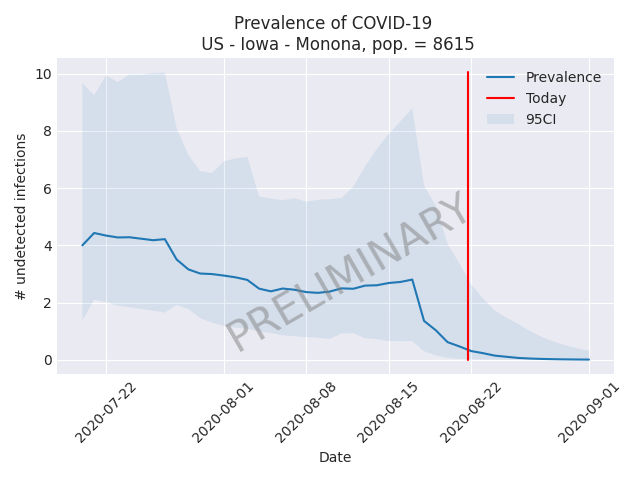 Prevalence of COVID-19
US - Iowa - Monona, pop. = 8615
# undetected infections
10
8
6
4
2
0
Prevalence
Today
95CI
PRELIMINARY
2020-07-22
2020-08-01
2020-08-08
2020-08-15
2020-08-22
2020-09-01
Date